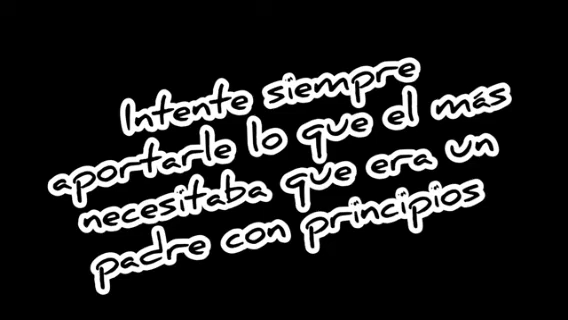 Intente siempre
aportarle lo que el más
necesitaba que era un
padre con principios